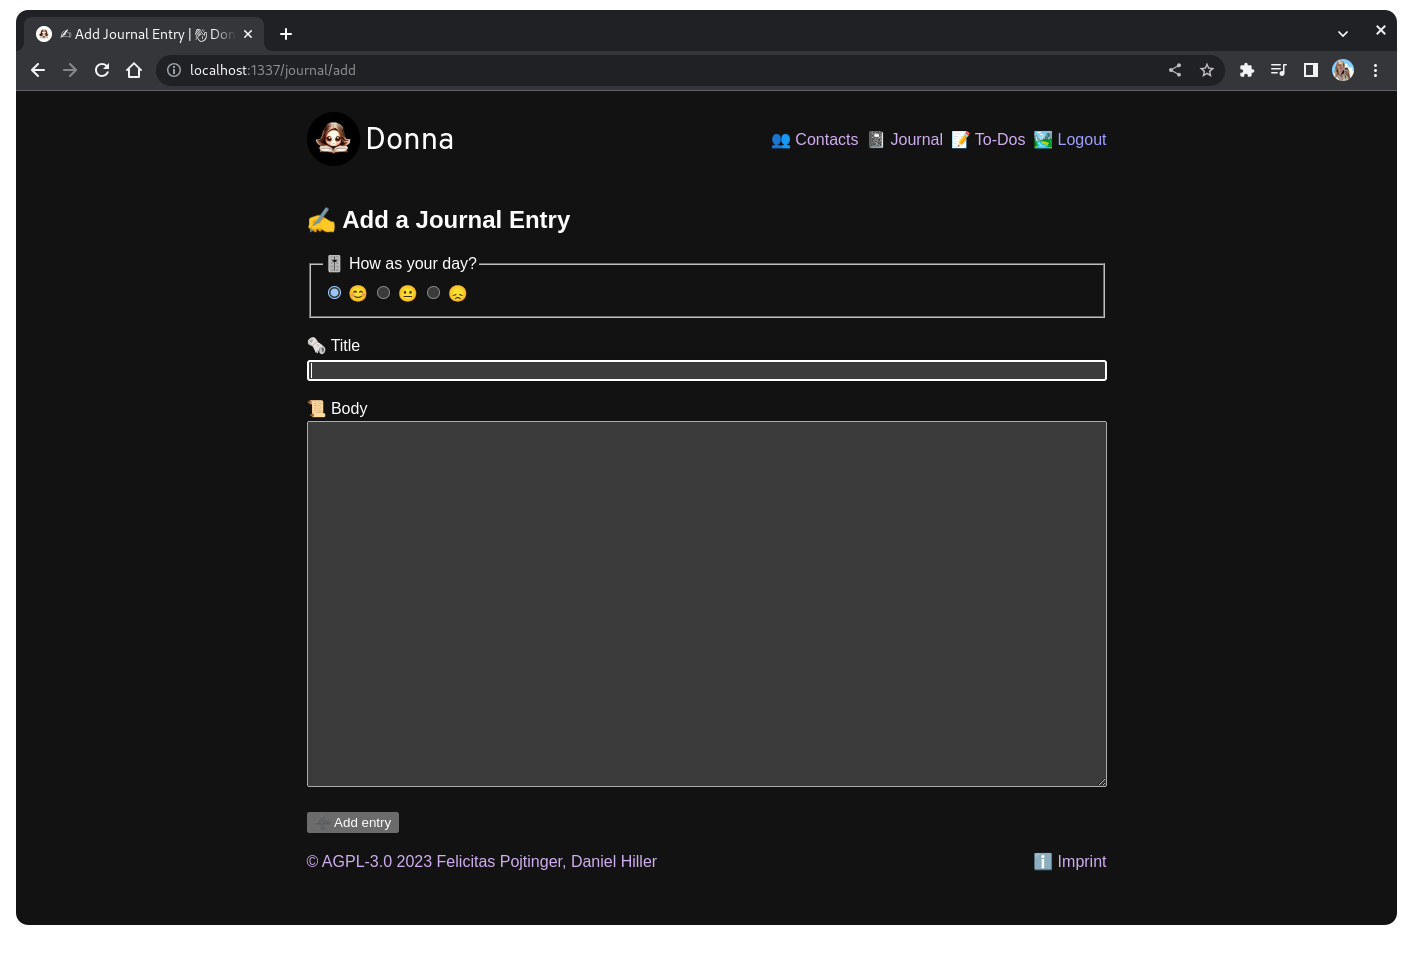 ✍ Add Journal Entry | 👋 Don
localhost:1337/journal/add
Donna
👥 Contacts 📓 Journal 📝 To-Dos 🏞️ Logout
✍️ Add a Journal Entry
🎚️ How as your day?
😊 😐 😞
🗞️ Title
📜 Body
➕ Add entry
© AGPL-3.0 2023 Felicitas Pojtinger, Daniel Hiller
ℹ️ Imprint